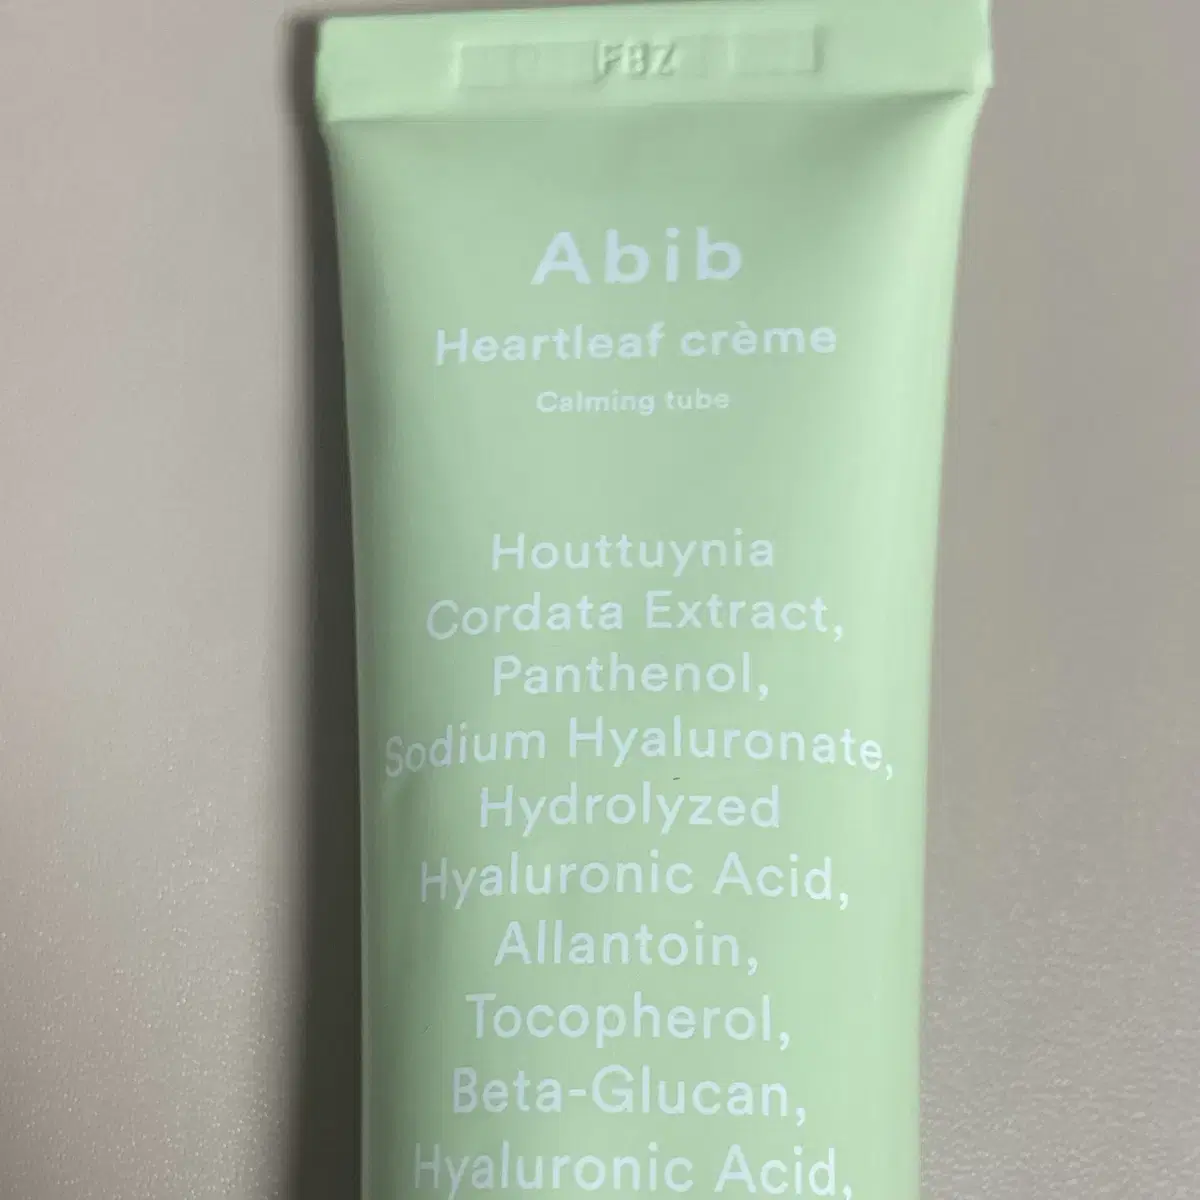 F8Z
Abib
Heartleaf crème
Calming tube
Houttuynia
Cordata Extract,
Panthenol,
Sodium Hyaluronate,
Hydrolyzed
Hyaluronic Acid,
Allantoin,
Tocopherol,
Beta-Glucan,
Hyaluronic Acid,